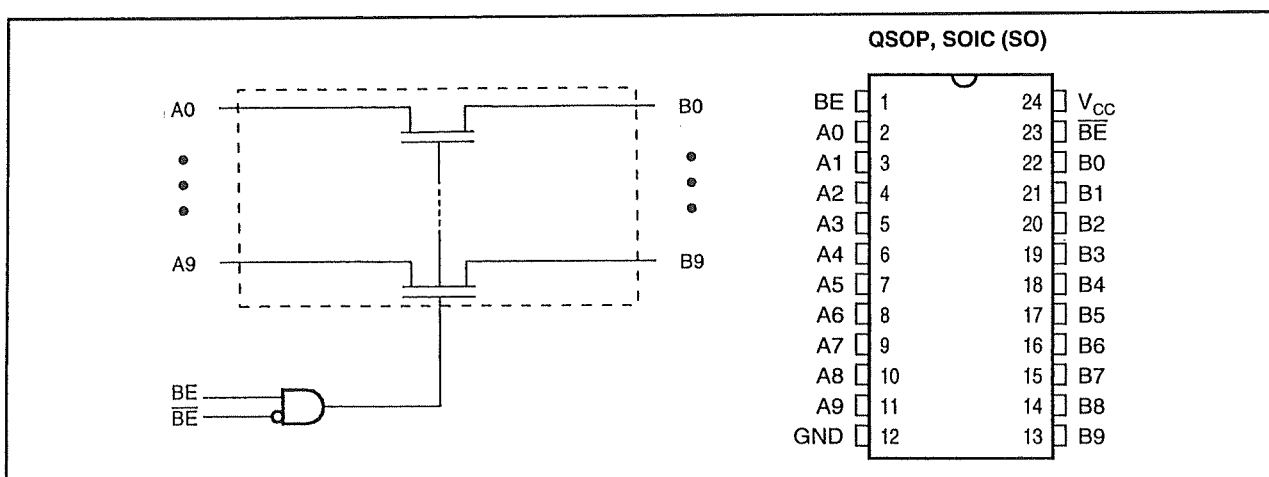 QSOP, SOIC (SO)
A0 B0
A9 B9
BE
B̅E̅
BE 1 24 VCC
A0 2 23 B̅E̅
A1 3 22 B0
A2 4 21 B1
A3 5 20 B2
A4 6 19 B3
A5 7 18 B4
A6 8 17 B5
A7 9 16 B6
A8 10 15 B7
A9 11 14 B8
GND 12 13 B9